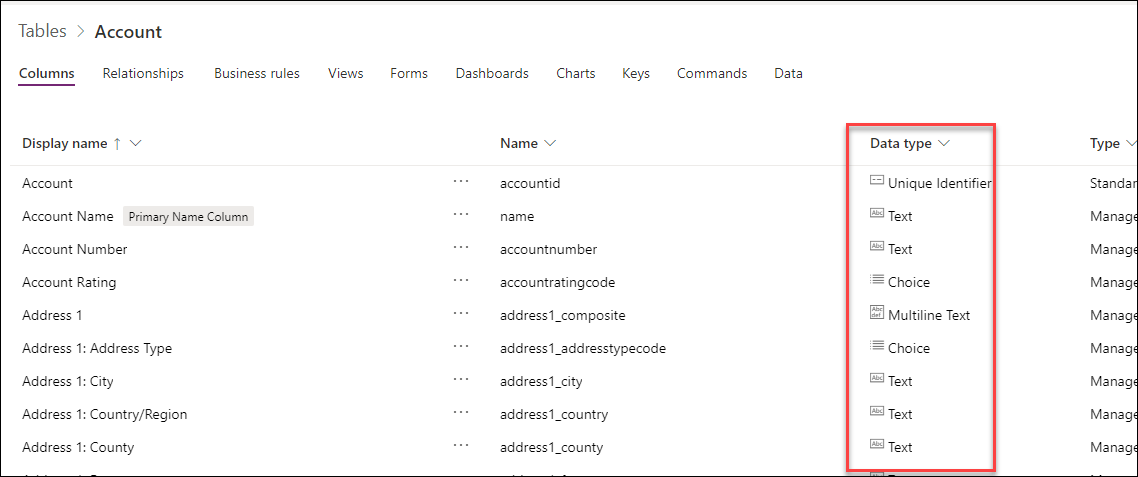 Tables > Account
Columns Relationships Business rules Views Forms Dashboards Charts Keys Commands Data
Display name ↑ Name Data type Type
Account ... accountid Unique Identifier Standar
Account Name Primary Name Column ... name Text Manage
Account Number ... accountnumber Text Manage
Account Rating ... accountratingcode Choice Manage
Address 1 ... address1_composite Multiline Text Manage
Address 1: Address Type ... address1_addresstypecode Choice Manage
Address 1: City ... address1_city Text Manage
Address 1: Country/Region ... address1_country Text Manage
Address 1: County ... address1_county Text Manage